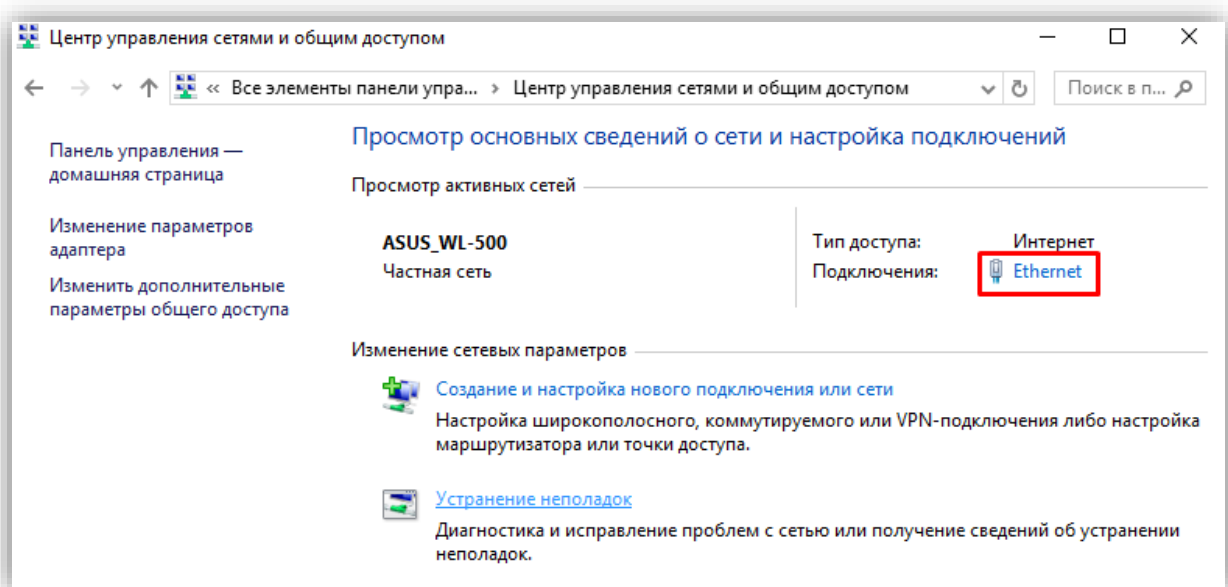 Центр управления сетями и общим доступом
« Все элементы панели упра... › Центр управления сетями и общим доступом
Поиск в п...
Панель управления —
домашняя страница
Изменение параметров
адаптера
Изменить дополнительные
параметры общего доступа
Просмотр основных сведений о сети и настройка подключений
Просмотр активных сетей
ASUS_WL-500
Частная сеть
Тип доступа: Интернет
Подключения: Ethernet
Изменение сетевых параметров
Создание и настройка нового подключения или сети
Настройка широкополосного, коммутируемого или VPN-подключения либо настройка
маршрутизатора или точки доступа.
Устранение неполадок
Диагностика и исправление проблем с сетью или получение сведений об устранении
неполадок.